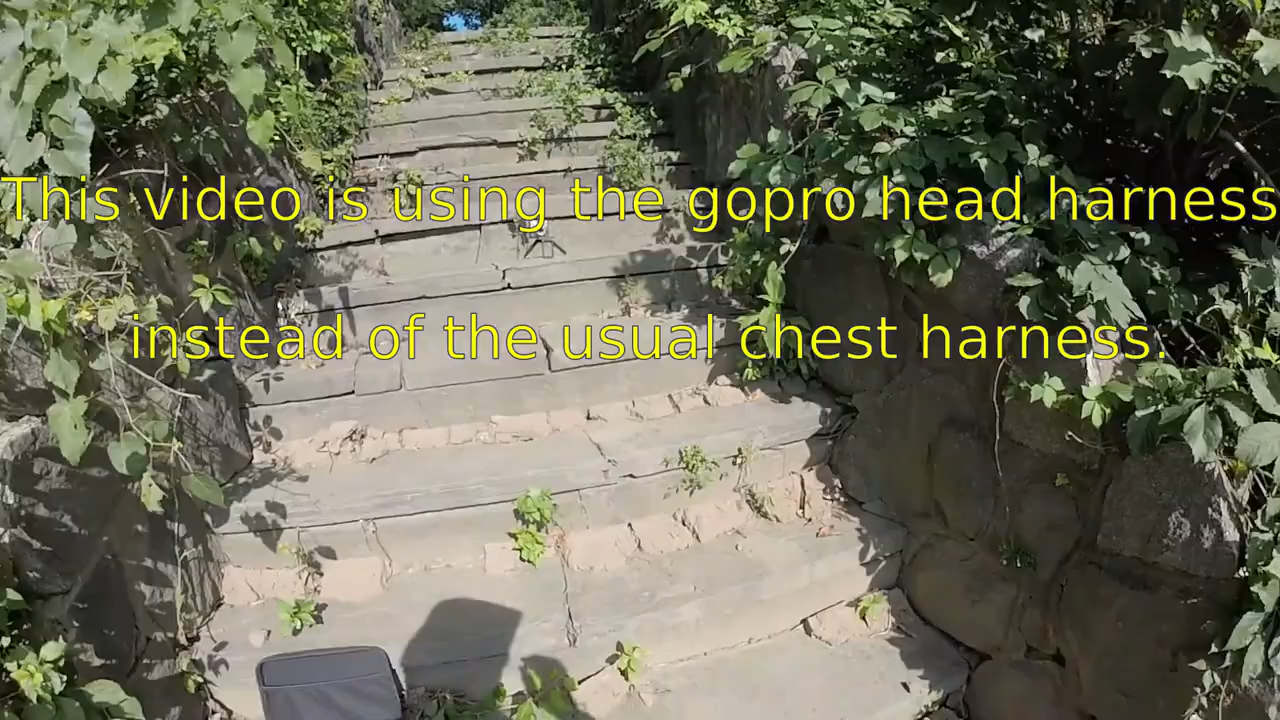 This video is using the gopro head harness
instead of the usual chest harness.